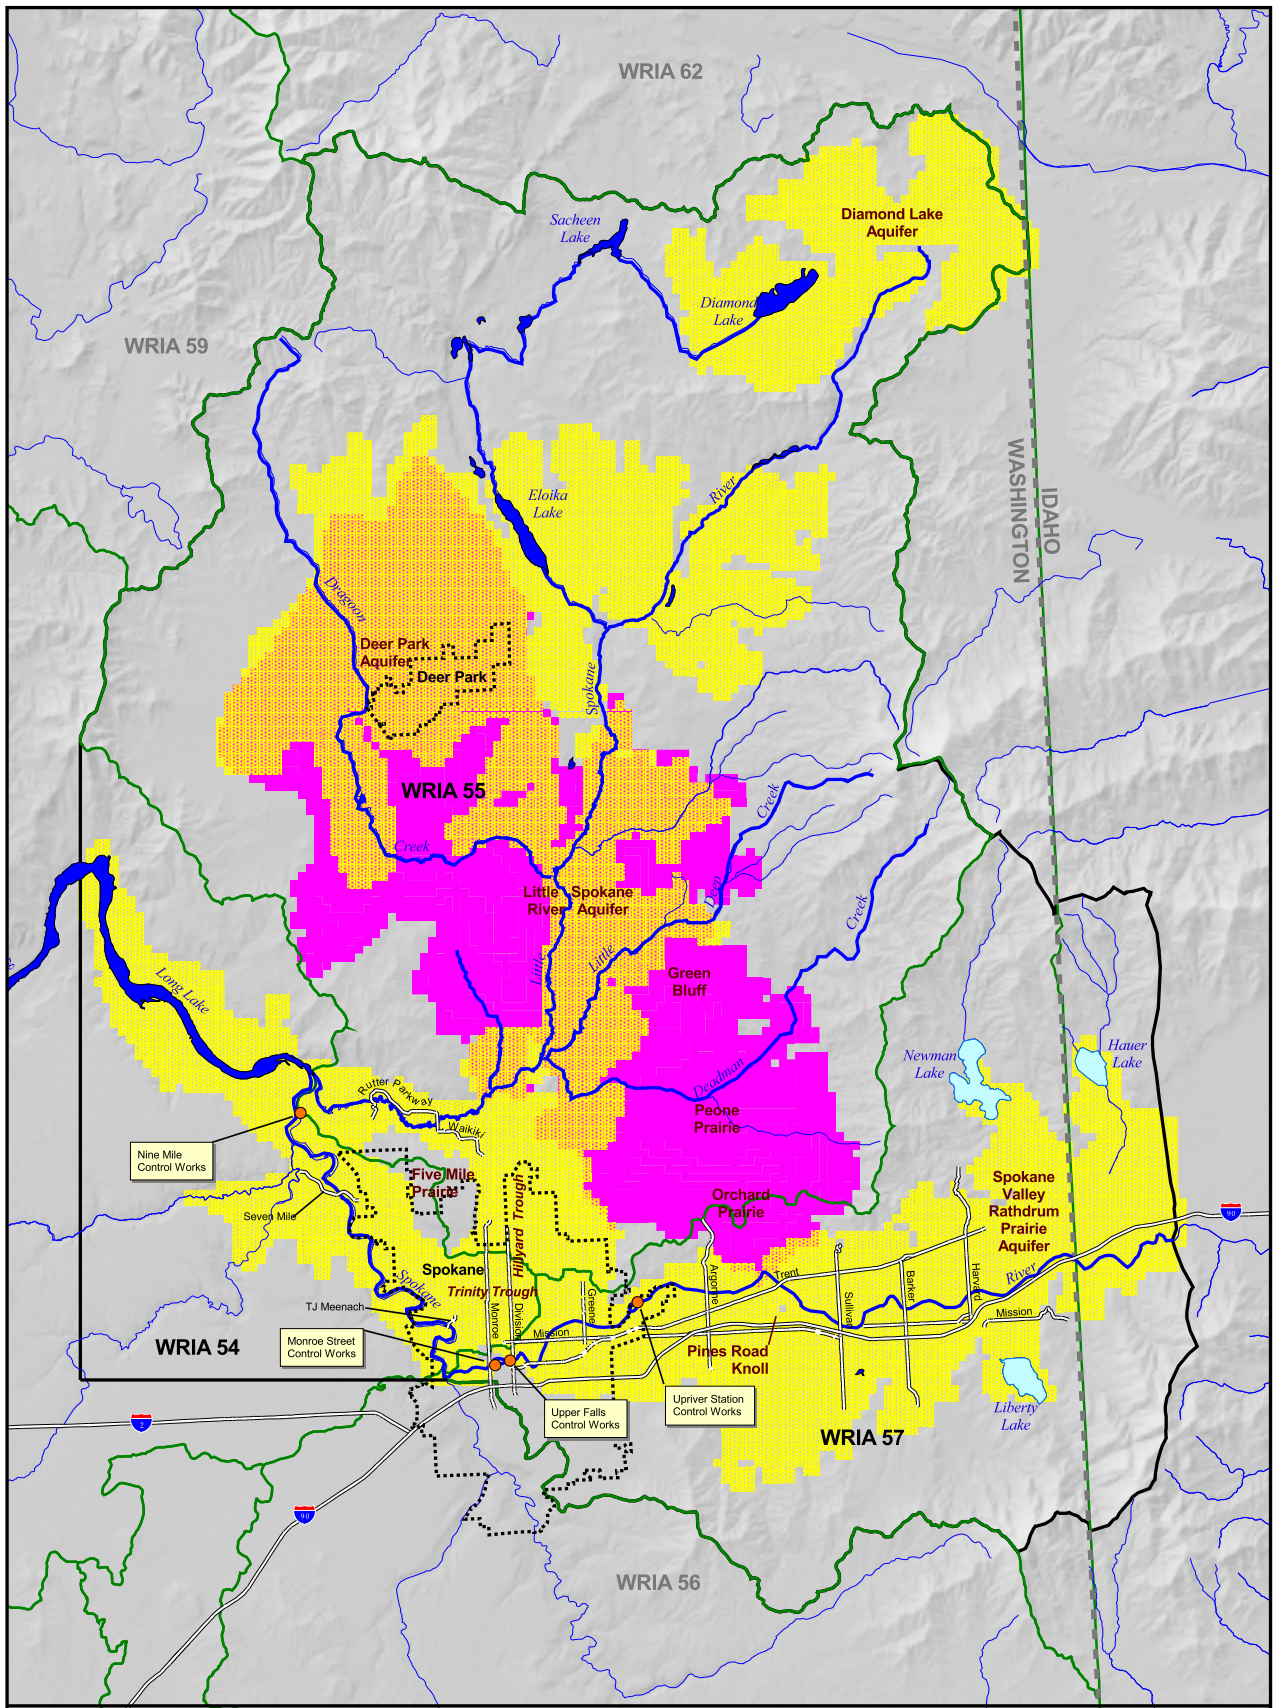 WRIA 62
Sacheen
Lake
Diamond Lake
Aquifer
Diamond
Lake
WRIA 59
WASHINGTON
IDAHO
Eloika
Lake
River
Dragoon
Deer Park
Aquifer
Deer Park
Spokane
WRIA 55
Creek
Creek
Little Spokane
River Aquifer
Deep
Creek
Little
Little
Green
Bluff
Long Lake
Newman
Lake
Hauer
Lake
Deadman
Rutter Parkway
Waikiki
Peone
Prairie
Nine Mile
Control Works
Five Mile
Prairie
Hillyard Trough
Orchard
Prairie
Spokane
Valley
Rathdrum
Prairie
Aquifer
90
Seven Mile
Spokane
Spokane
Trinity Trough
Greene
Argonne
Trent
Sullivan
Barker
Harvard
River
TJ Meenach
Monroe
Division
Mission
Mission
WRIA 54
Monroe Street
Control Works
Pines Road
Knoll
Upper Falls
Control Works
Upriver Station
Control Works
Liberty
Lake
WRIA 57
2
90
WRIA 56